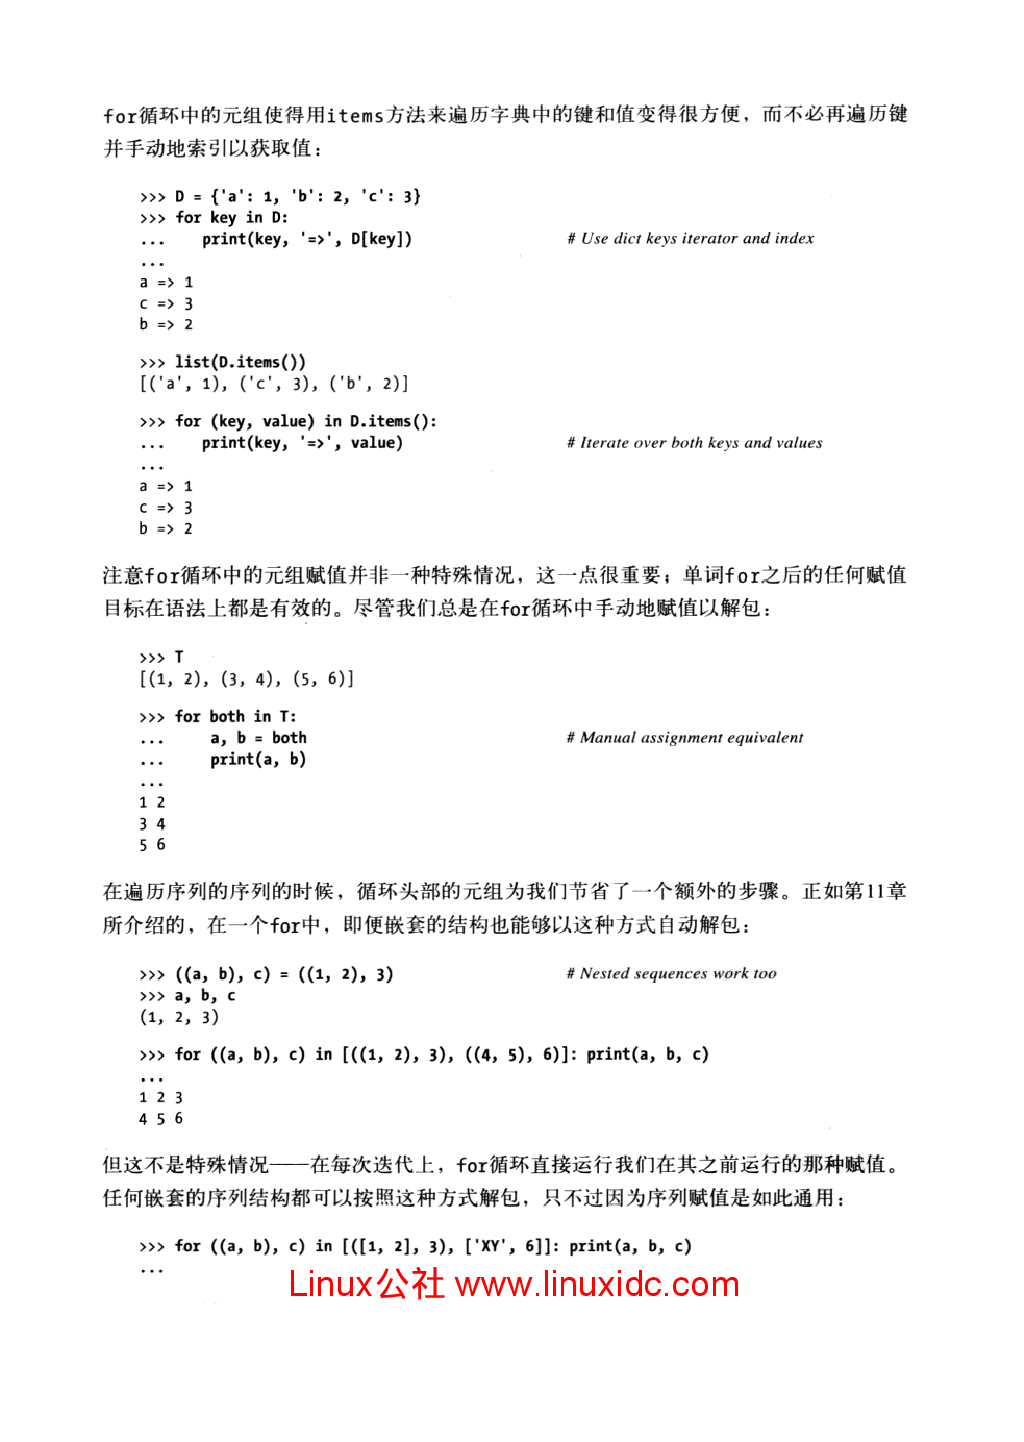 for循环中的元组使得用items方法来遍历字典中的键和值变得很方便，而不必再遍历键
并手动地索引以获取值：
>>> D = {'a': 1, 'b': 2, 'c': 3}
>>> for key in D:
...    print(key, '=>', D[key])    # Use dict keys iterator and index
...
a => 1
c => 3
b => 2
>>> list(D.items())
[('a', 1), ('c', 3), ('b', 2)]
>>> for (key, value) in D.items():
...    print(key, '=>', value)    # Iterate over both keys and values
...
a => 1
c => 3
b => 2
注意for循环中的元组赋值并非一种特殊情况，这一点很重要；单词for之后的任何赋值
目标在语法上都是有效的。尽管我们总是在for循环中手动地赋值以解包：
>>> T
[(1, 2), (3, 4), (5, 6)]
>>> for both in T:
...     a, b = both    # Manual assignment equivalent
...     print(a, b)
...
1 2
3 4
5 6
在遍历序列的序列的时候，循环头部的元组为我们节省了一个额外的步骤。正如第11章
所介绍的，在一个for中，即便嵌套的结构也能够以这种方式自动解包：
>>> ((a, b), c) = ((1, 2), 3)    # Nested sequences work too
>>> a, b, c
(1, 2, 3)
>>> for ((a, b), c) in [((1, 2), 3), ((4, 5), 6)]: print(a, b, c)
...
1 2 3
4 5 6
但这不是特殊情况——在每次迭代上，for循环直接运行我们在其之前运行的那种赋值。
任何嵌套的序列结构都可以按照这种方式解包，只不过因为序列赋值是如此通用：
>>> for ((a, b), c) in [([1, 2], 3), ['XY', 6]]: print(a, b, c)
...
Linux公社 www.linuxidc.com